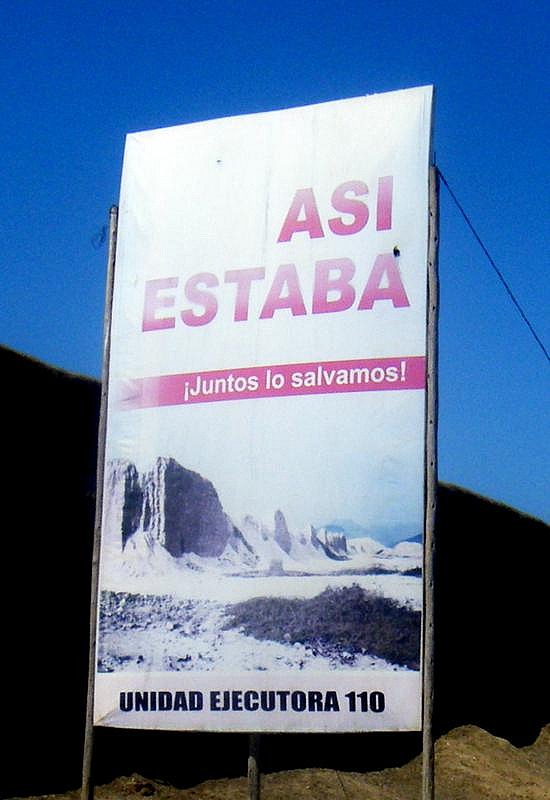 ASI
ESTABA
¡Juntos lo salvamos!
UNIDAD EJECUTORA 110